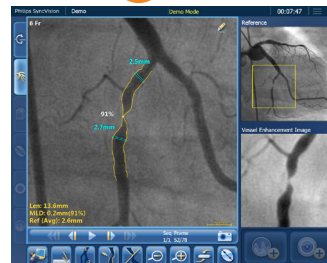 Philips SyncVision Demo Demo Mode 00:07:47
6 Fr
Reference
2.5mm
91%
2.7mm
Vessel Enhancement Image
Len: 13.6mm
MLD: 0.2mm(91%)
Ref (Avg): 2.6mm
Seq Frame
1/1 52/78